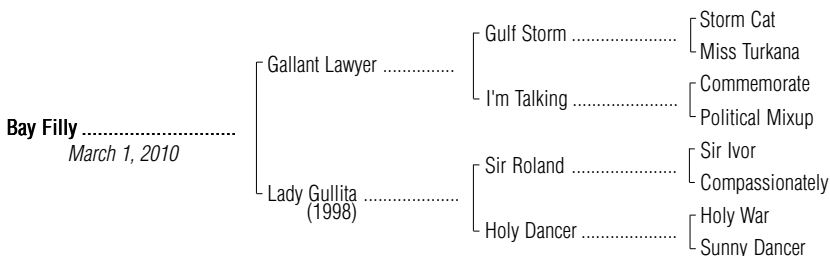 Storm Cat
Gulf Storm ....................
Miss Turkana
Gallant Lawyer ..............
Commemorate
I'm Talking ....................
Political Mixup
Bay Filly .............................
March 1, 2010
Sir Ivor
Sir Roland ....................
Compassionately
Lady Gullita ..................
(1998)
Holy War
Holy Dancer ..................
Sunny Dancer